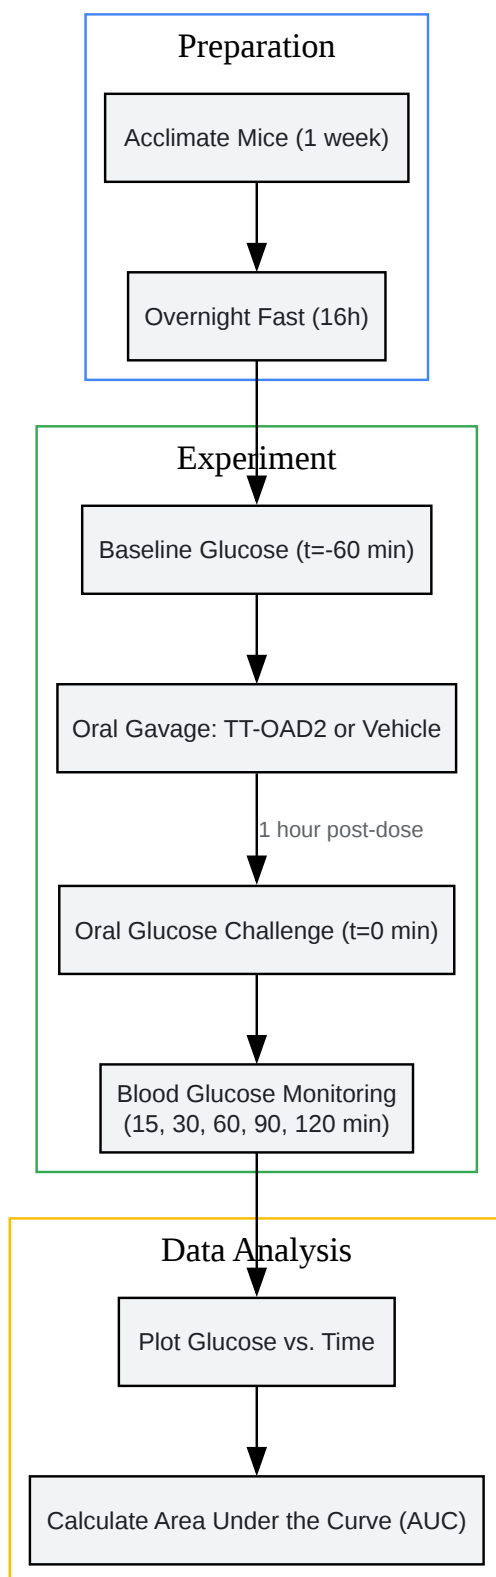 Preparation
Acclimate Mice (1 week)
Overnight Fast (16h)
Experiment
Baseline Glucose (t=-60 min)
Oral Gavage: TT-OAD2 or Vehicle
1 hour post-dose
Oral Glucose Challenge (t=0 min)
Blood Glucose Monitoring
(15, 30, 60, 90, 120 min)
Data Analysis
Plot Glucose vs. Time
Calculate Area Under the Curve (AUC)